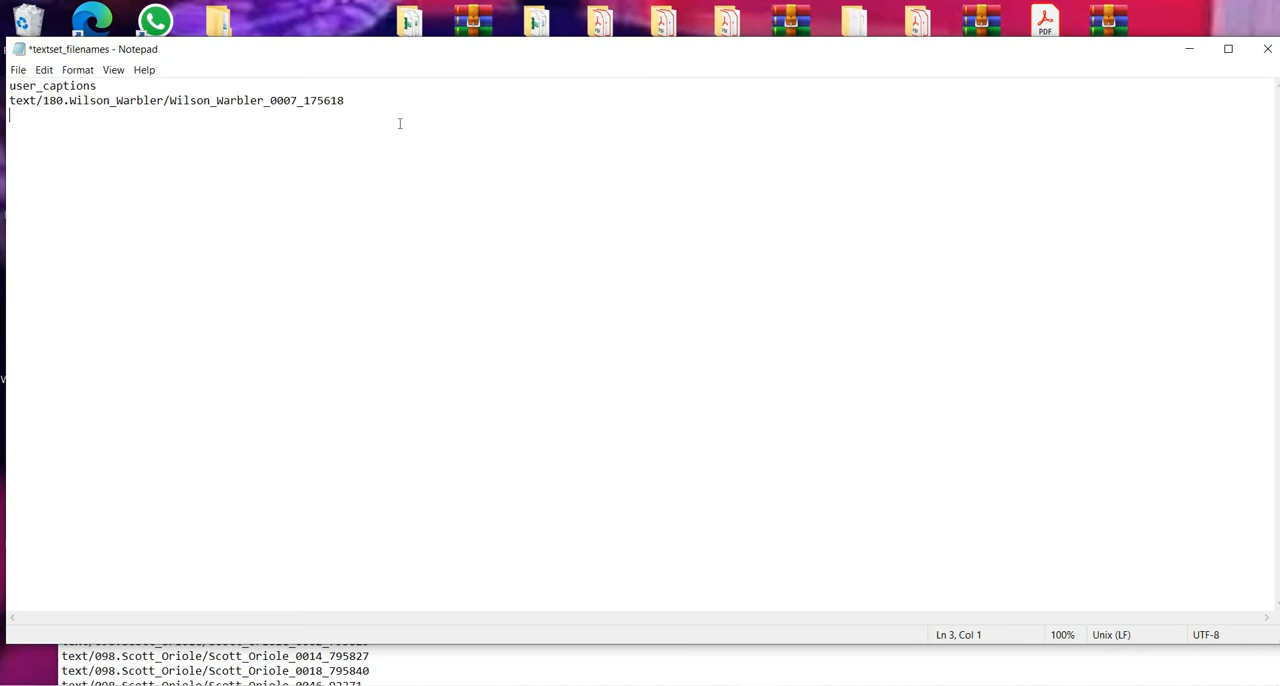 *textset_filenames - Notepad
File Edit Format View Help
user_captions
text/180.Wilson_Warbler/Wilson_Warbler_0007_175618
Ln 3, Col 1
100%
Unix (LF)
UTF-8
text/098.Scott_Oriole/Scott_Oriole_0014_795827
text/098.Scott_Oriole/Scott_Oriole_0018_795840
PDF